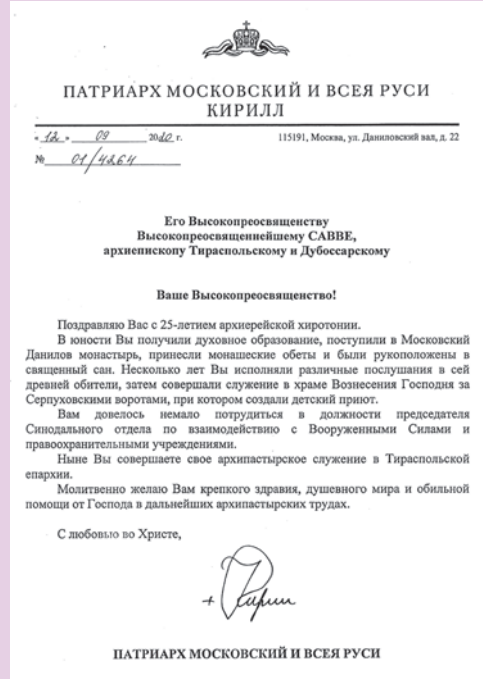 ПАТРИАРХ МОСКОВСКИЙ И ВСЕЯ РУСИ
КИРИЛЛ
« 12 » 09 2020 г.
115191, Москва, ул. Даниловский вал, д. 22
№ 01/4264
Его Высокопреосвященству
Высокопреосвященнейшему САВВЕ,
архиепископу Тираспольскому и Дубоссарскому
Ваше Высокопреосвященство!
Поздравляю Вас с 25-летием архиерейской хиротонии.
В юности Вы получили духовное образование, поступили в Московский
Данилов монастырь, принесли монашеские обеты и были рукоположены в
священный сан. Несколько лет Вы исполняли различные послушания в сей
древней обители, затем совершали служение в храме Вознесения Господня за
Серпуховскими воротами, при котором создали детский приют.
Вам довелось немало потрудиться в должности председателя
Синодального отдела по взаимодействию с Вооруженными Силами и
правоохранительными учреждениями.
Ныне Вы совершаете свое архипастырское служение в Тираспольской
епархии.
Молитвенно желаю Вам крепкого здравия, душевного мира и обильной
помощи от Господа в дальнейших архипастырских трудах.
С любовью во Христе,
+ Кирилл
ПАТРИАРХ МОСКОВСКИЙ И ВСЕЯ РУСИ